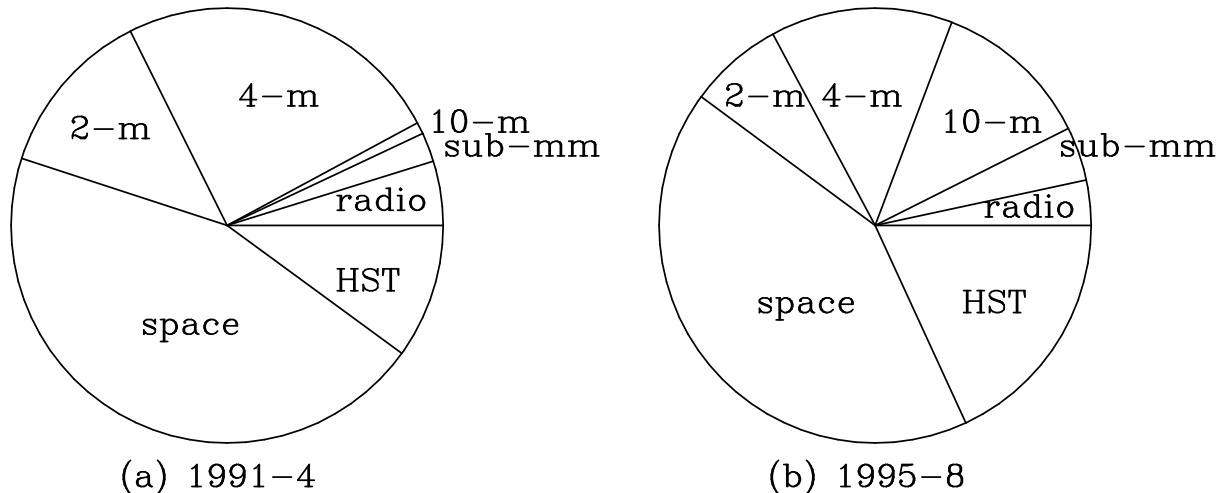 4-m
2-m
10-m
sub-mm
radio
HST
space
(a) 1991-4
2-m
4-m
10-m
sub-mm
radio
HST
space
(b) 1995-8